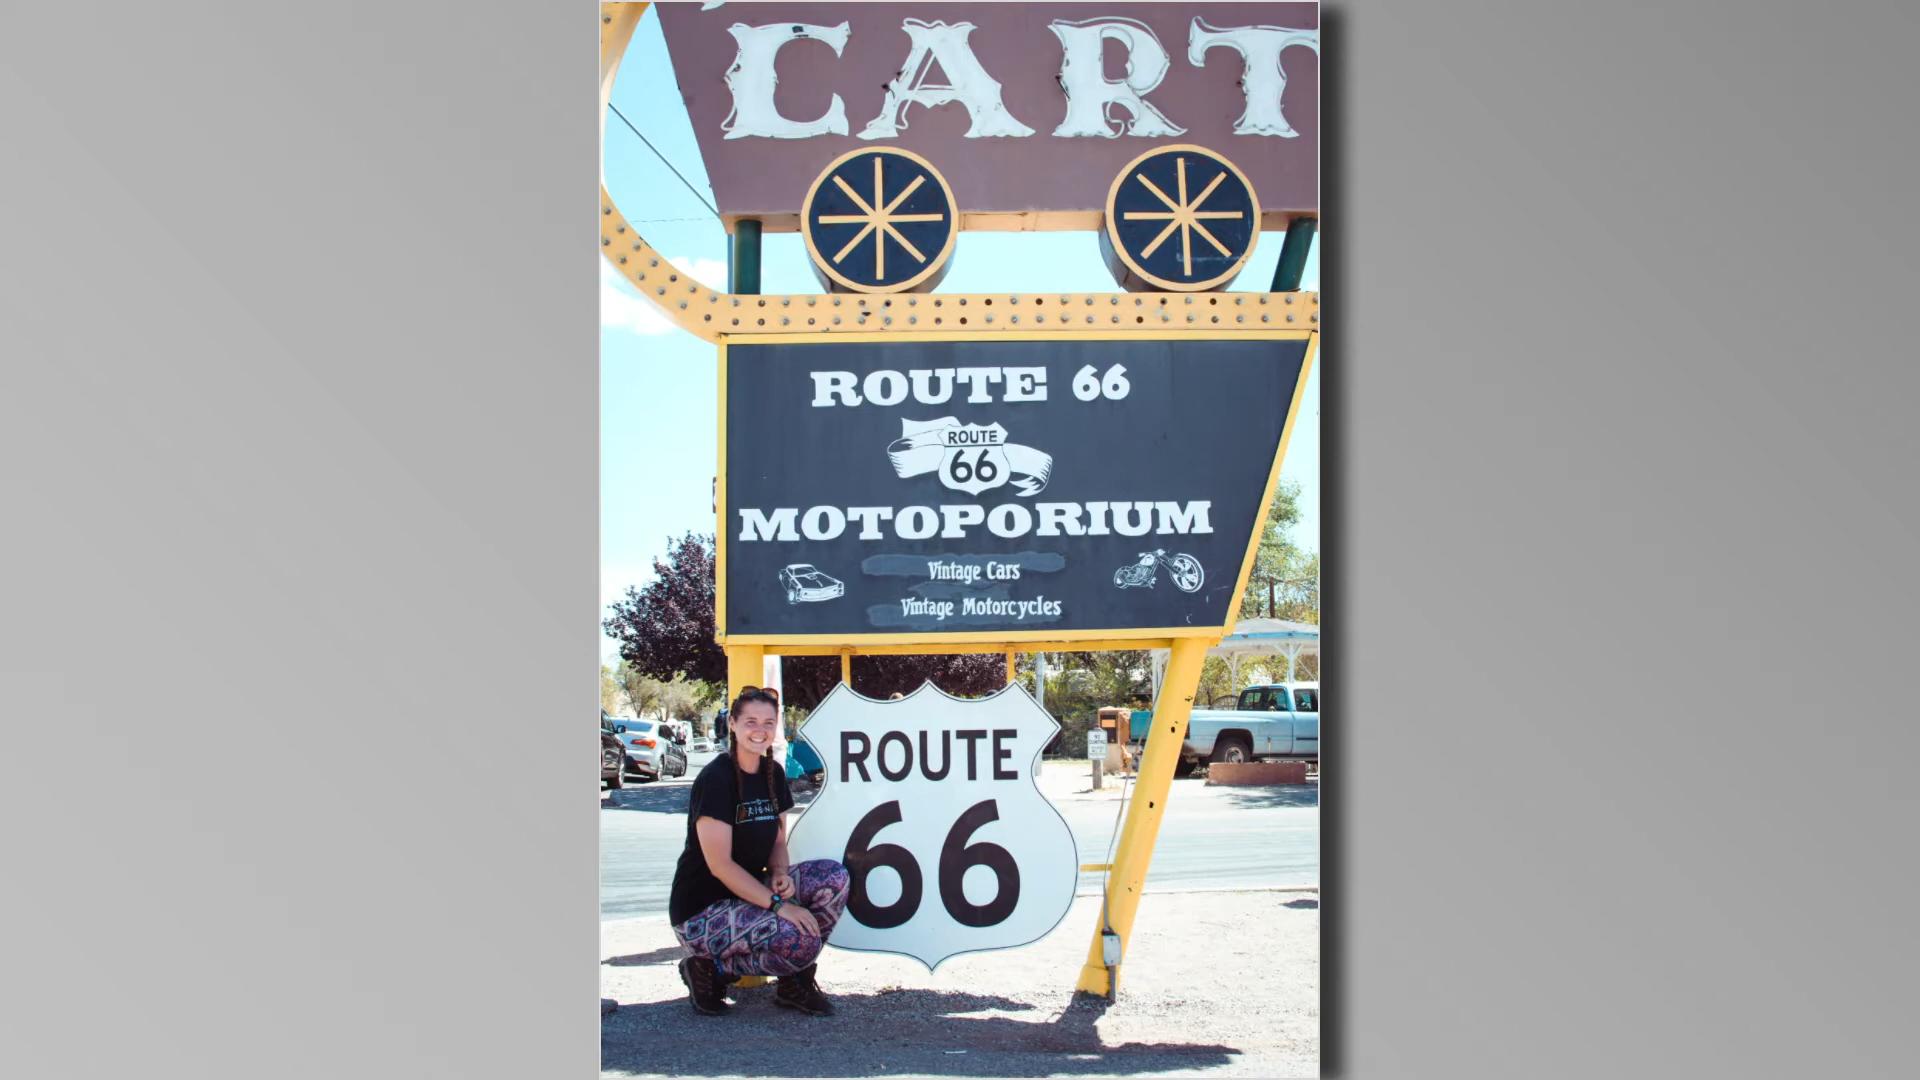 CART
ROUTE 66
ROUTE
66
MOTOPORIUM
Vintage Cars
Vintage Motorcycles
ROUTE
66